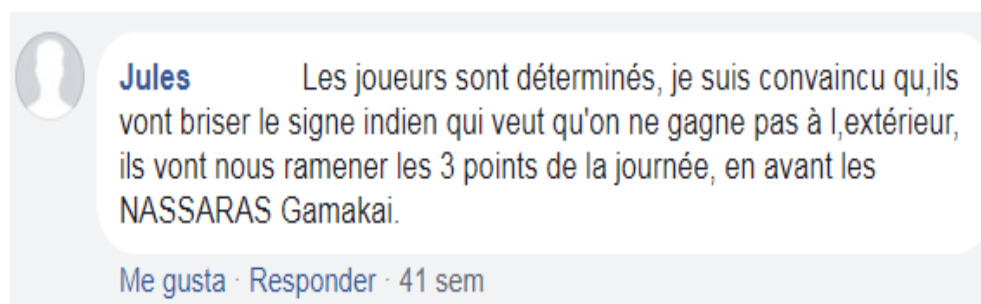 Jules Les joueurs sont déterminés, je suis convaincu qu,ils
vont briser le signe indien qui veut qu'on ne gagne pas à l,extérieur,
ils vont nous ramener les 3 points de la journée, en avant les
NASSARAS Gamakai.
Me gusta · Responder · 41 sem